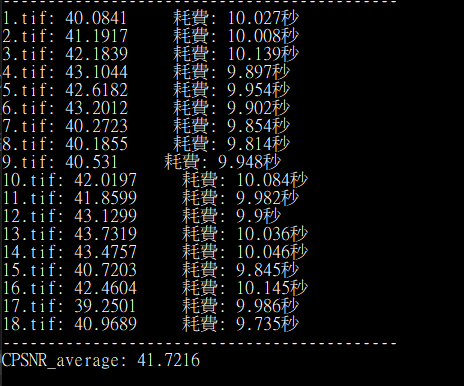 --------------------------------------------
1.tif: 40.0841 耗費: 10.027秒
2.tif: 41.1917 耗費: 10.008秒
3.tif: 42.1839 耗費: 10.139秒
4.tif: 43.1044 耗費: 9.897秒
5.tif: 42.6182 耗費: 9.954秒
6.tif: 43.2012 耗費: 9.902秒
7.tif: 40.2723 耗費: 9.854秒
8.tif: 40.1855 耗費: 9.814秒
9.tif: 40.531 耗費: 9.948秒
10.tif: 42.0197 耗費: 10.084秒
11.tif: 41.8599 耗費: 9.982秒
12.tif: 43.1299 耗費: 9.9秒
13.tif: 43.7319 耗費: 10.036秒
14.tif: 43.4757 耗費: 10.046秒
15.tif: 40.7203 耗費: 9.845秒
16.tif: 42.4604 耗費: 10.145秒
17.tif: 39.2501 耗費: 9.986秒
18.tif: 40.9689 耗費: 9.735秒
--------------------------------------------
CPSNR_average: 41.7216